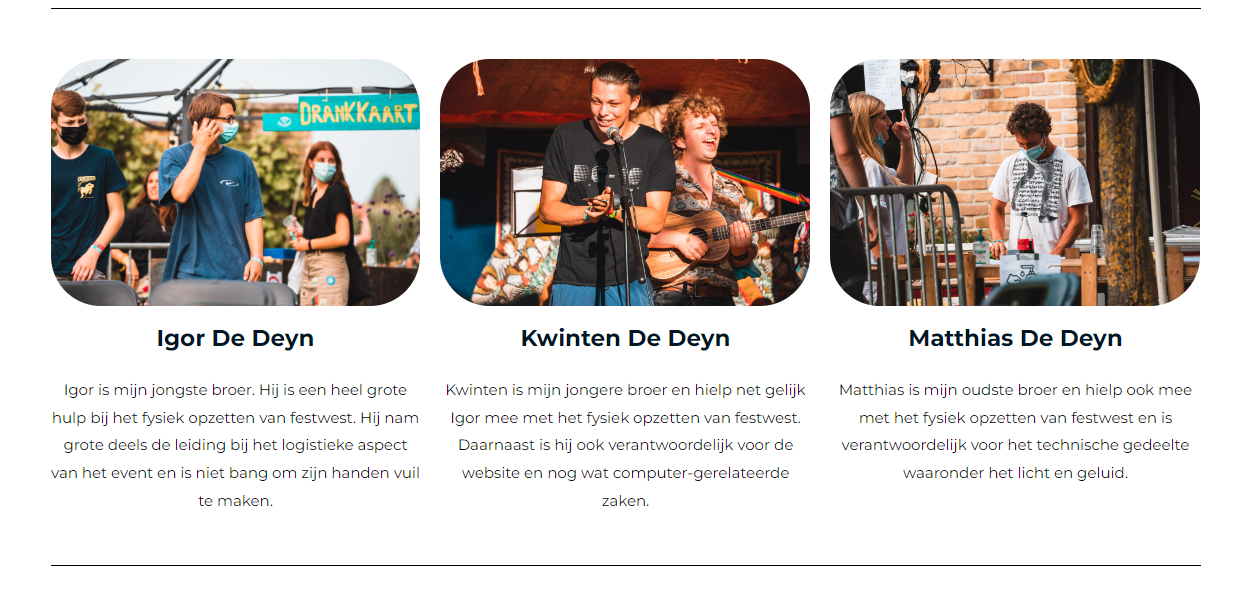 DRANKKAART
Igor De Deyn
Igor is mijn jongste broer. Hij is een heel grote
hulp bij het fysiek opzetten van festwest. Hij nam
grote deels de leiding bij het logistieke aspect
van het event en is niet bang om zijn handen vuil
te maken.
Kwinten De Deyn
Kwinten is mijn jongere broer en hielp net gelijk
Igor mee met het fysiek opzetten van festwest.
Daarnaast is hij ook verantwoordelijk voor de
website en nog wat computer-gerelateerde
zaken.
Matthias De Deyn
Matthias is mijn oudste broer en hielp ook mee
met het fysiek opzetten van festwest en is
verantwoordelijk voor het technische gedeelte
waaronder het licht en geluid.